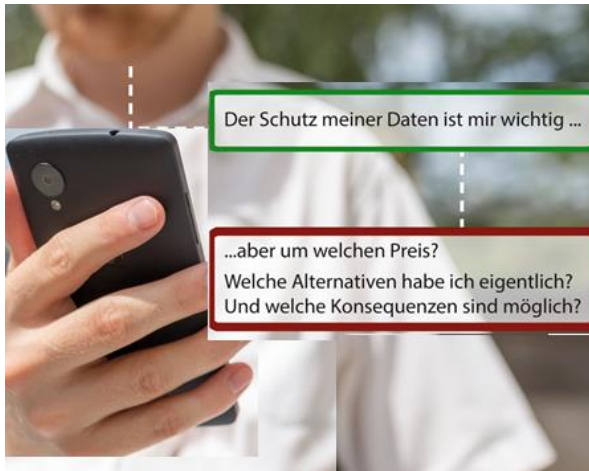 Der Schutz meiner Daten ist mir wichtig ...
...aber um welchen Preis?
Welche Alternativen habe ich eigentlich?
Und welche Konsequenzen sind möglich?